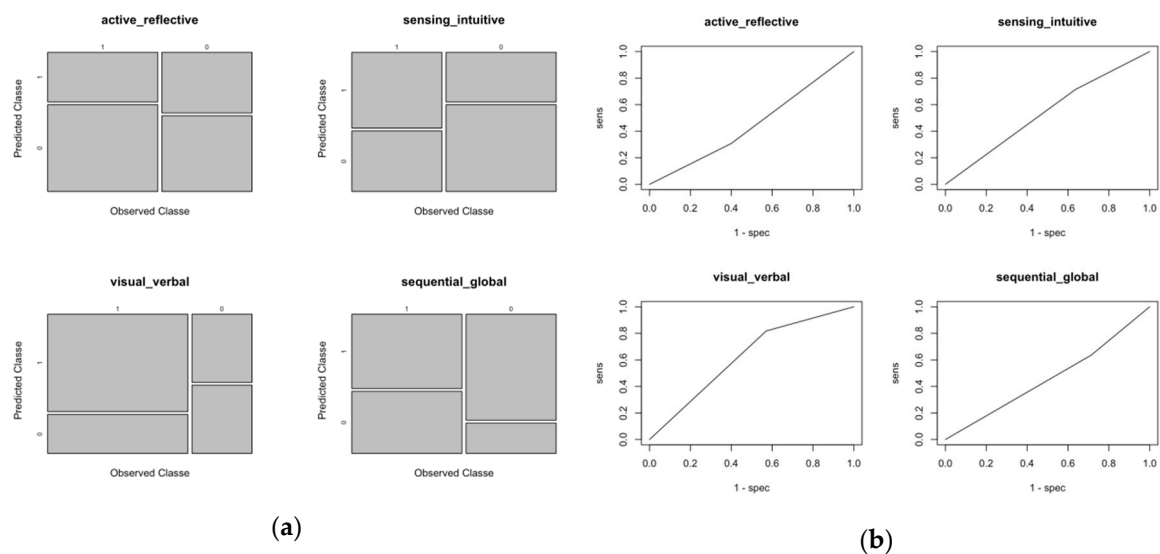 active_reflective
1 0
Predicted Classe
1
0
Observed Classe
sensing_intuitive
1 0
Predicted Classe
1
0
Observed Classe
visual_verbal
1 0
Predicted Classe
1
0
Observed Classe
sequential_global
1 0
Predicted Classe
1
0
Observed Classe
(a)
active_reflective
sens
1.0
0.8
0.6
0.4
0.2
0.0
0.0 0.2 0.4 0.6 0.8 1.0
1 - spec
sensing_intuitive
sens
1.0
0.8
0.6
0.4
0.2
0.0
0.0 0.2 0.4 0.6 0.8 1.0
1 - spec
visual_verbal
sens
1.0
0.8
0.6
0.4
0.2
0.0
0.0 0.2 0.4 0.6 0.8 1.0
1 - spec
sequential_global
sens
1.0
0.8
0.6
0.4
0.2
0.0
0.0 0.2 0.4 0.6 0.8 1.0
1 - spec
(b)